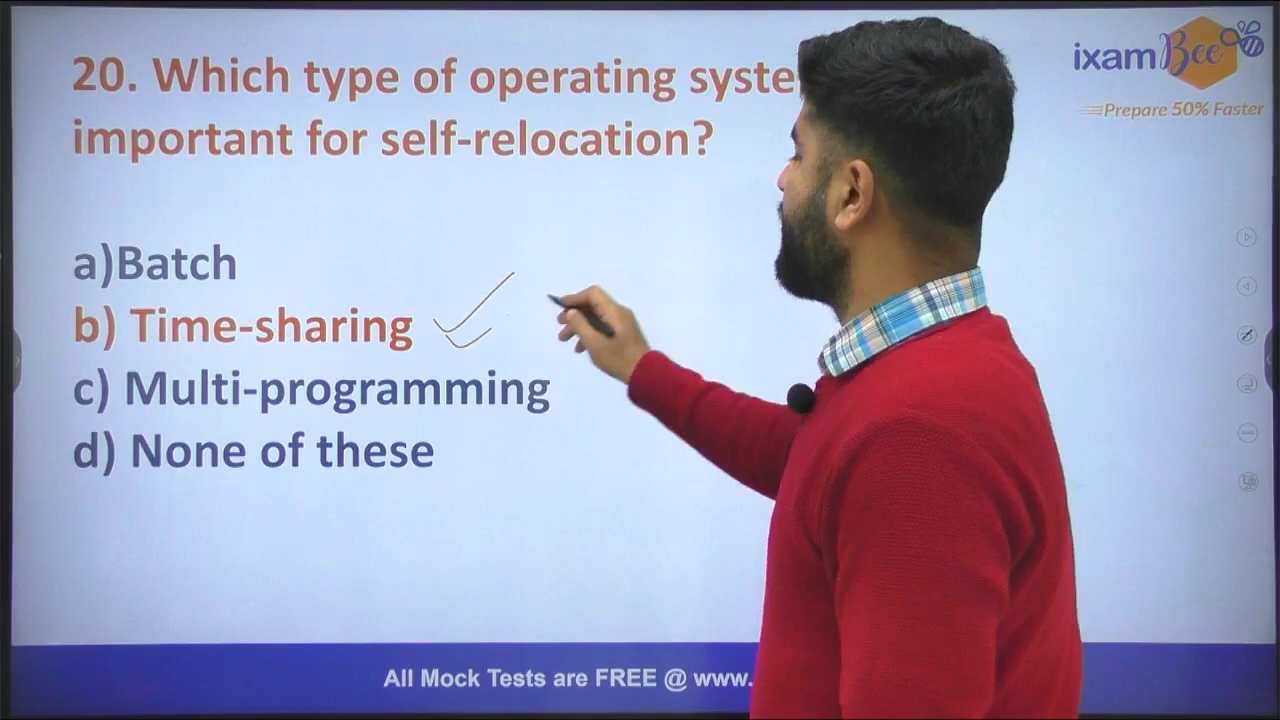 20. Which type of operating syste
important for self-relocation?
a)Batch
b) Time-sharing
c) Multi-programming
d) None of these
ixamBee
Prepare 50% Faster
All Mock Tests are FREE @ www.